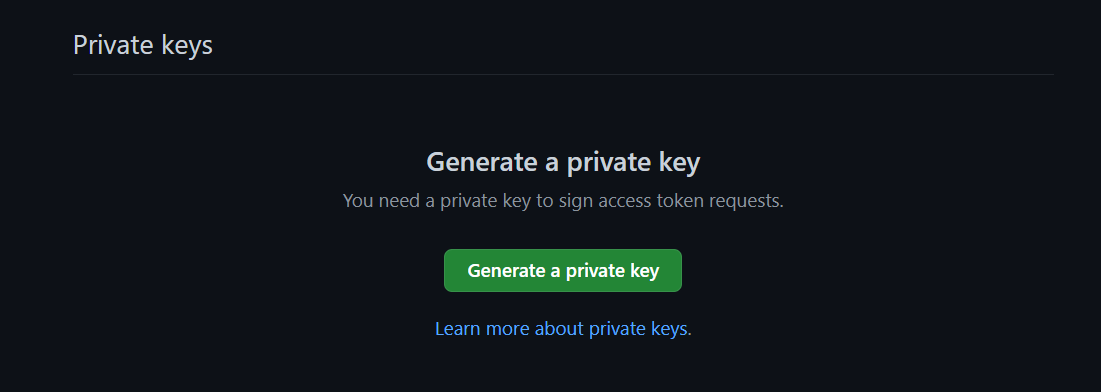 Private keys
Generate a private key
You need a private key to sign access token requests.
Generate a private key
Learn more about private keys.